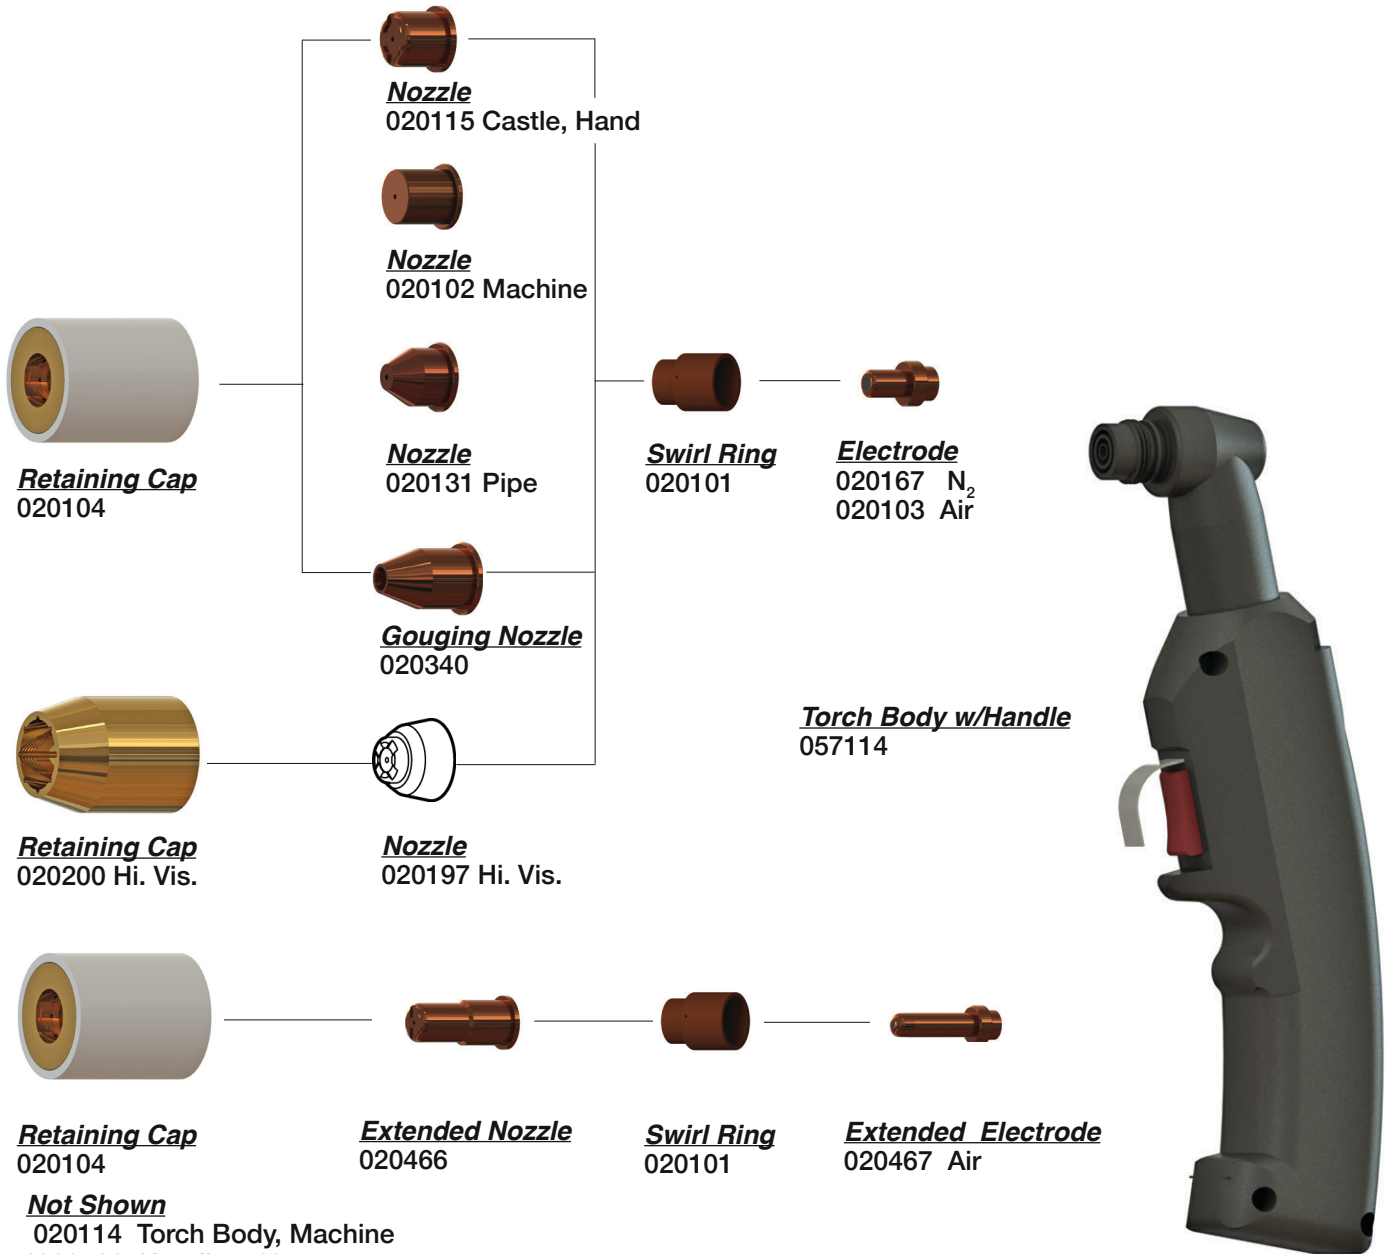 Nozzle
020115 Castle, Hand
Nozzle
020102 Machine
Nozzle
020131 Pipe
Retaining Cap
020104
Swirl Ring
020101
Electrode
020167 N₂
020103 Air
Gouging Nozzle
020340
Torch Body w/Handle
057114
Retaining Cap
020200 Hi. Vis.
Nozzle
020197 Hi. Vis.
Retaining Cap
020104
Extended Nozzle
020466
Swirl Ring
020101
Extended Electrode
020467 Air
Not Shown
020114 Torch Body, Machine